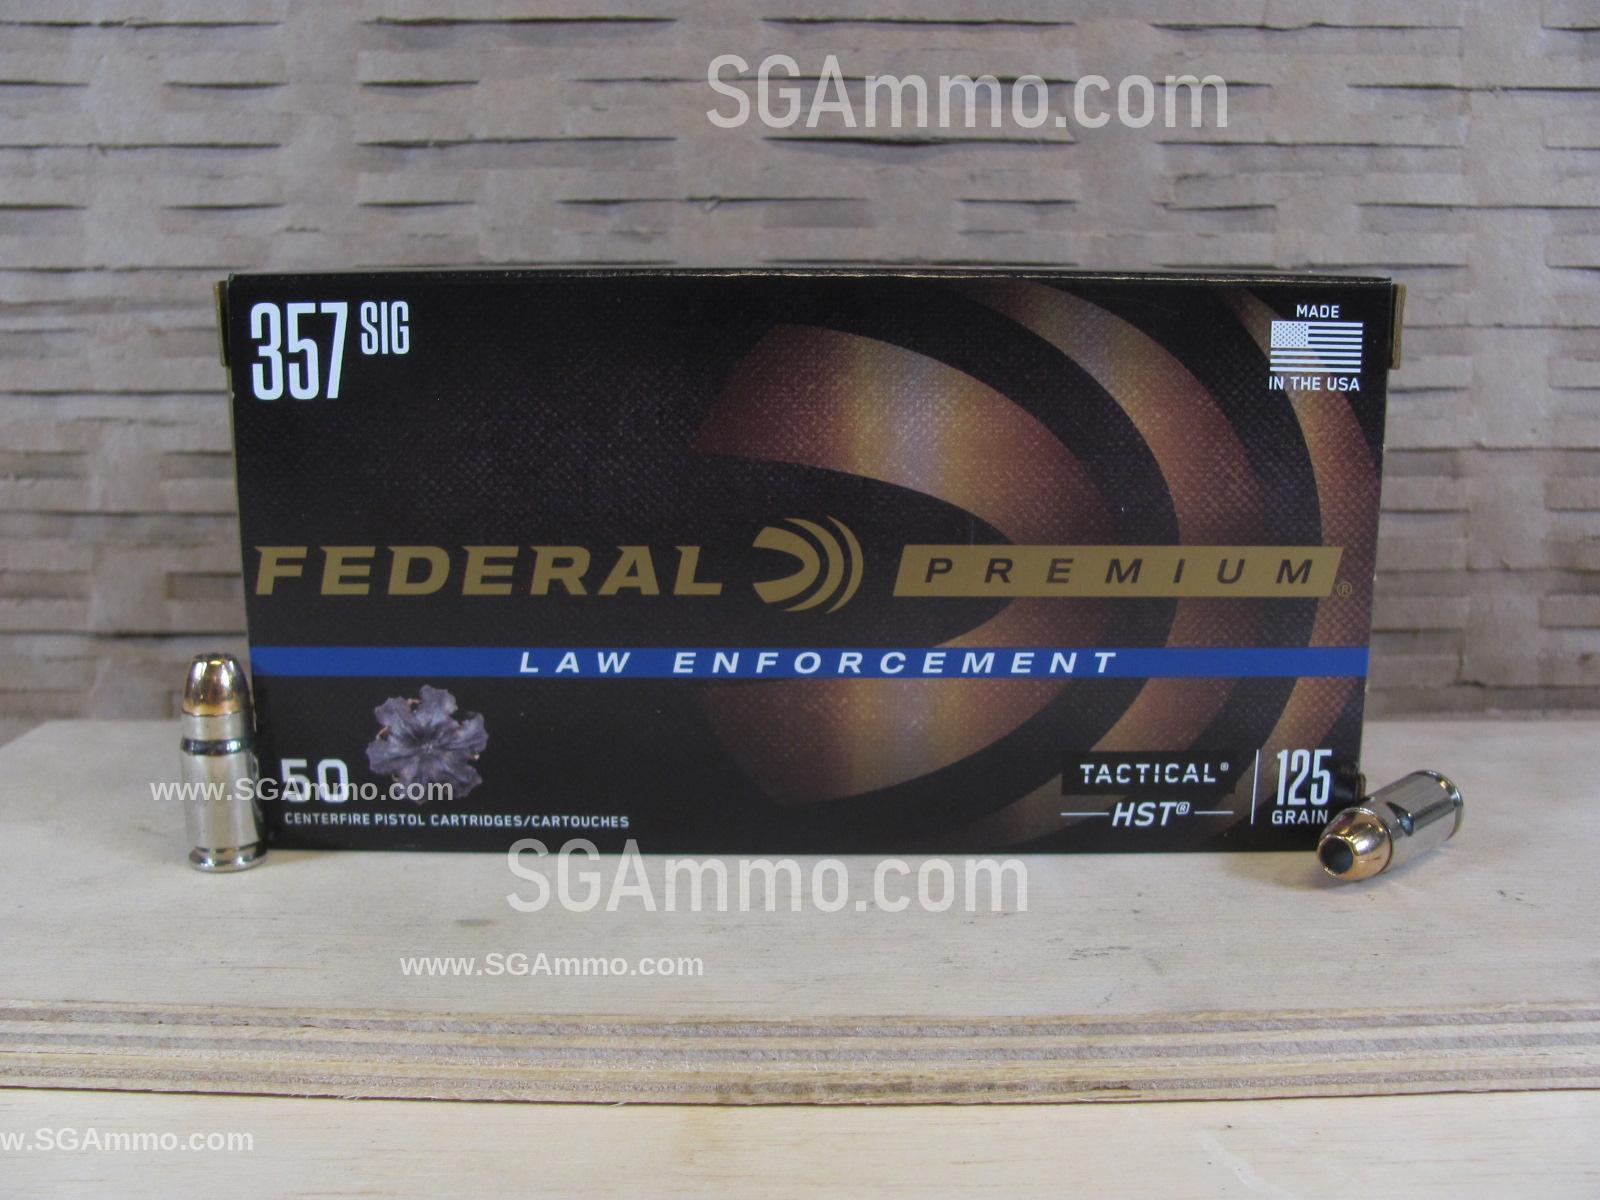 SGAmmo.com
357 SIG
MADE
IN THE USA
FEDERAL PREMIUM®
LAW ENFORCEMENT
50
CENTERFIRE PISTOL CARTRIDGES/CARTOUCHES
TACTICAL®
HST®
125
GRAIN
www.SGAmmo.com
SGAmmo.com
www.SGAmmo.com
w.SGAmmo.com